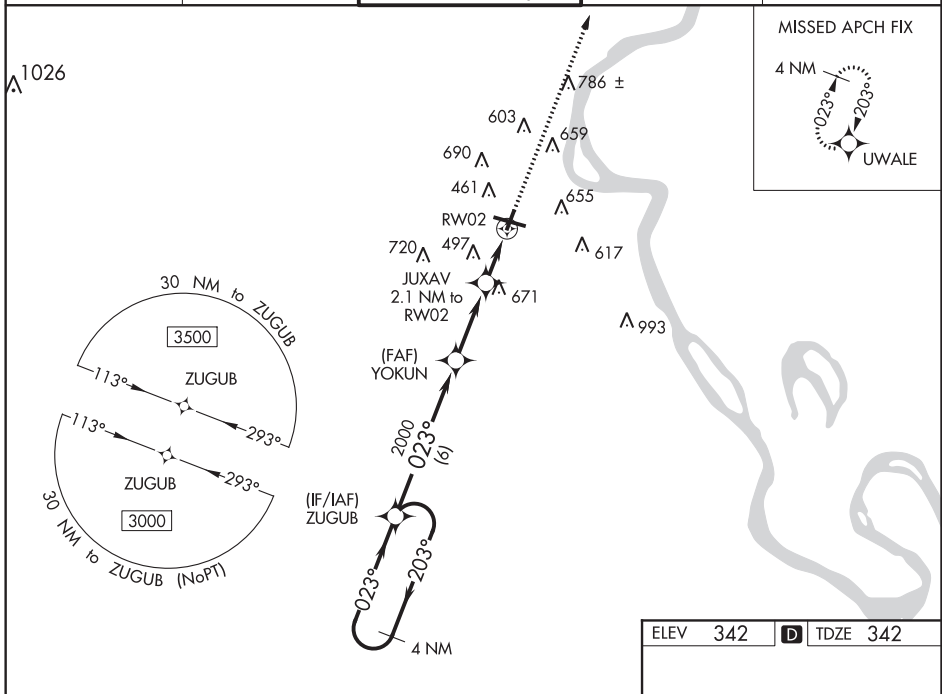 MISSED APCH FIX
4 NM
023°
203°
UWALE
1026
786 ±
603
659
690
461
655
RW02
617
720
497
JUXAV
2.1 NM to
RW02
671
993
(FAF)
YOKUN
2000
023°
(6)
30 NM to ZUGUB
3500
ZUGUB
113°
293°
113°
293°
ZUGUB
3000
30 NM to ZUGUB (NoPT)
(IF/IAF)
ZUGUB
023°
203°
4 NM
ELEV 342 D TDZE 342